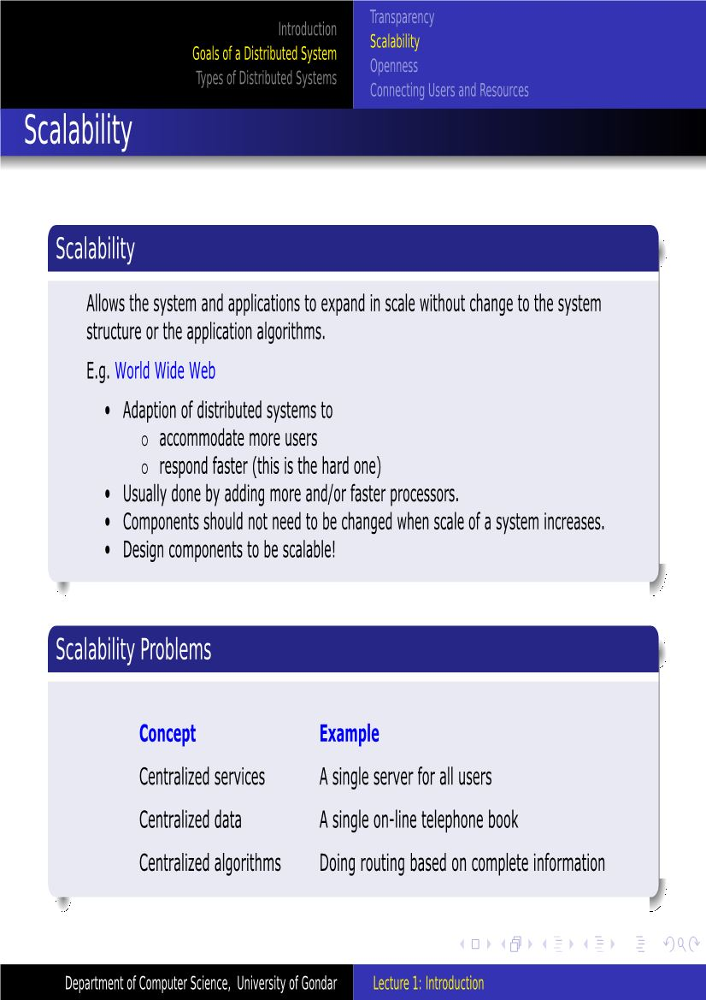 Introduction
Goals of a Distributed System
Types of Distributed Systems
Transparency
Scalability
Openness
Connecting Users and Resources
Scalability
Scalability
Allows the system and applications to expand in scale without change to the system
structure or the application algorithms.
E.g. World Wide Web
• Adaption of distributed systems to
○ accommodate more users
○ respond faster (this is the hard one)
• Usually done by adding more and/or faster processors.
• Components should not need to be changed when scale of a system increases.
• Design components to be scalable!
Scalability Problems
Concept Example
Centralized services A single server for all users
Centralized data A single on-line telephone book
Centralized algorithms Doing routing based on complete information
Department of Computer Science, University of Gondar
Lecture 1: Introduction